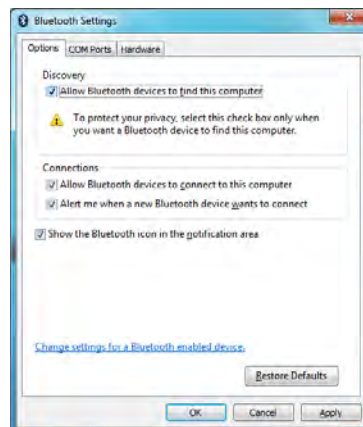 Bluetooth Settings
Options COM Ports Hardware
Discovery
Allow Bluetooth devices to find this computer
To protect your privacy, select this check box only when
you want a Bluetooth device to find this computer.
Connections
Allow Bluetooth devices to connect to this computer
Alert me when a new Bluetooth device wants to connect
Show the Bluetooth icon in the notification area
Change settings for a Bluetooth enabled device.
Restore Defaults
OK Cancel Apply